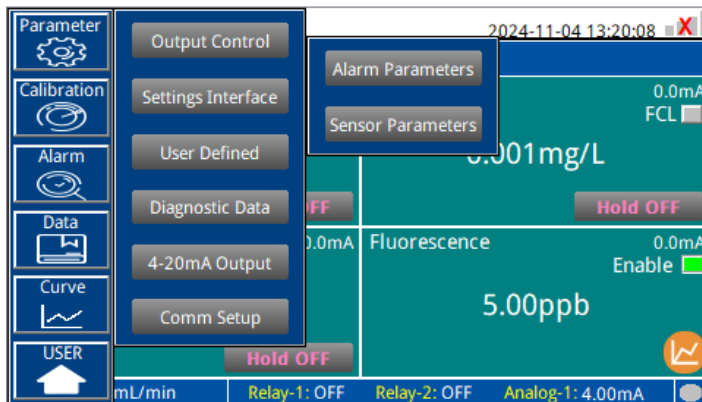 Parameter
2024-11-04 13:20:08
Output Control
Alarm Parameters
Calibration
Settings Interface
0.0mA
FCL
Sensor Parameters
Alarm
User Defined
0.001mg/L
Diagnostic Data
Hold OFF
Data
4-20mA Output
Fluorescence
0.0mA
Enable
Curve
Comm Setup
5.00ppb
USER
Hold OFF
mL/min
Relay-1: OFF
Relay-2: OFF
Analog-1: 4.00mA